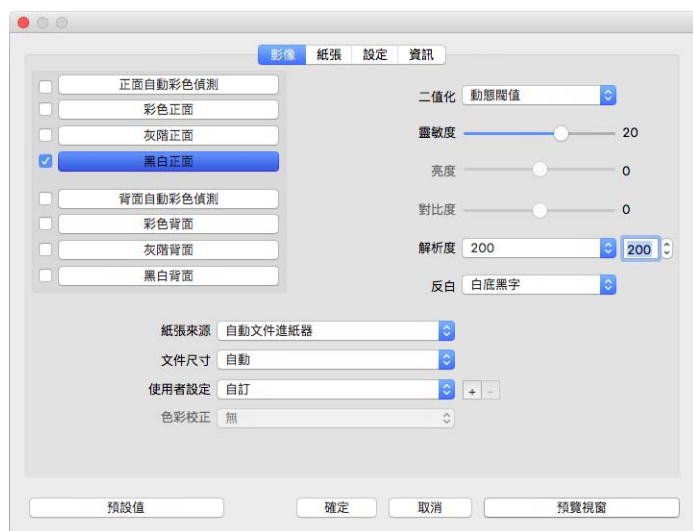 影像 紙張 設定 資訊
正面自動彩色偵測
彩色正面
灰階正面
黑白正面
背面自動彩色偵測
彩色背面
灰階背面
黑白背面
二值化 動態閥值
靈敏度 20
亮度 0
對比度 0
解析度 200 200
反白 白底黑字
紙張來源 自動文件進紙器
文件尺寸 自動
使用者設定 自訂 + -
色彩校正 無
預設值 確定 取消 預覽視窗